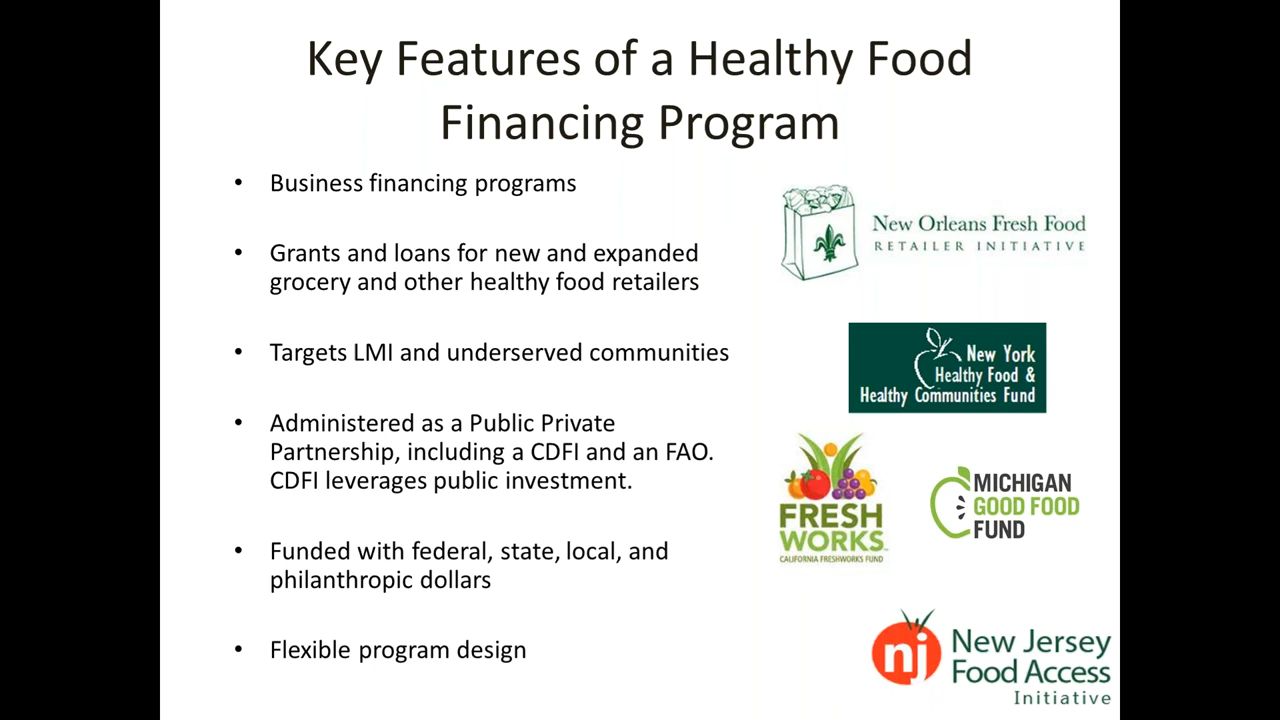 Key Features of a Healthy Food
Financing Program
• Business financing programs
• Grants and loans for new and expanded
grocery and other healthy food retailers
• Targets LMI and underserved communities
• Administered as a Public Private
Partnership, including a CDFI and an FAO.
CDFI leverages public investment.
• Funded with federal, state, local, and
philanthropic dollars
• Flexible program design
New Orleans Fresh Food
RETAILER INITIATIVE
New York
Healthy Food &
Healthy Communities Fund
FRESH
WORKS
CALIFORNIA FRESHWORKS FUND
MICHIGAN
GOOD FOOD
FUND
nj
New Jersey
Food Access
Initiative